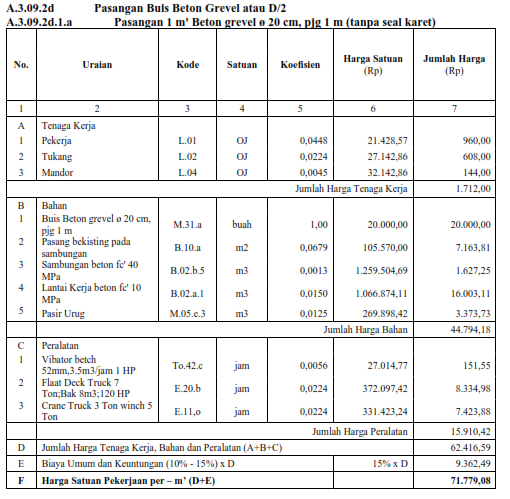 A.3.09.2d Pasangan Buis Beton Grevel atau D/2
A.3.09.2d.1.a Pasangan 1 m' Beton grevel ø 20 cm, pjg 1 m (tanpa seal karet)
No. Uraian Kode Satuan Koefisien Harga Satuan (Rp) Jumlah Harga (Rp)
1 2 3 4 5 6 7
A Tenaga Kerja
1 Pekerja L.01 OJ 0,0448 21.428,57 960,00
2 Tukang L.02 OJ 0,0224 27.142,86 608,00
3 Mandor L.04 OJ 0,0045 32.142,86 144,00
Jumlah Harga Tenaga Kerja 1.712,00
B Bahan
1 Buis Beton grevel ø 20 cm, pjg 1 m M.31.a buah 1,00 20.000,00 20.000,00
2 Pasang bekisting pada sambungan B.10.a m2 0,0679 105.570,00 7.163,81
3 Sambungan beton fc' 40 MPa B.02.b.5 m3 0,0013 1.259.504,69 1.627,25
4 Lantai Kerja beton fc' 10 MPa B.02.a.1 m3 0,0150 1.066.874,11 16.003,11
5 Pasir Urug M.05.e.3 m3 0,0125 269.898,42 3.373,73
Jumlah Harga Bahan 44.794,18
C Peralatan
1 Vibator betch 52mm,3.5m3/jam 1 HP To.42.c jam 0,0056 27.014,77 151,55
2 Flaat Deck Truck 7 Ton;Bak 8m3;120 HP E.20.b jam 0,0224 372.097,42 8.334,98
3 Crane Truck 3 Ton winch 5 Ton E.11,o jam 0,0224 331.423,24 7.423,88
Jumlah Harga Peralatan 15.910,42
D Jumlah Harga Tenaga Kerja, Bahan dan Peralatan (A+B+C) 62.416,59
E Biaya Umum dan Keuntungan (10% - 15%) x D 15% x D 9.362,49
F Harga Satuan Pekerjaan per – m' (D+E) 71.779,08